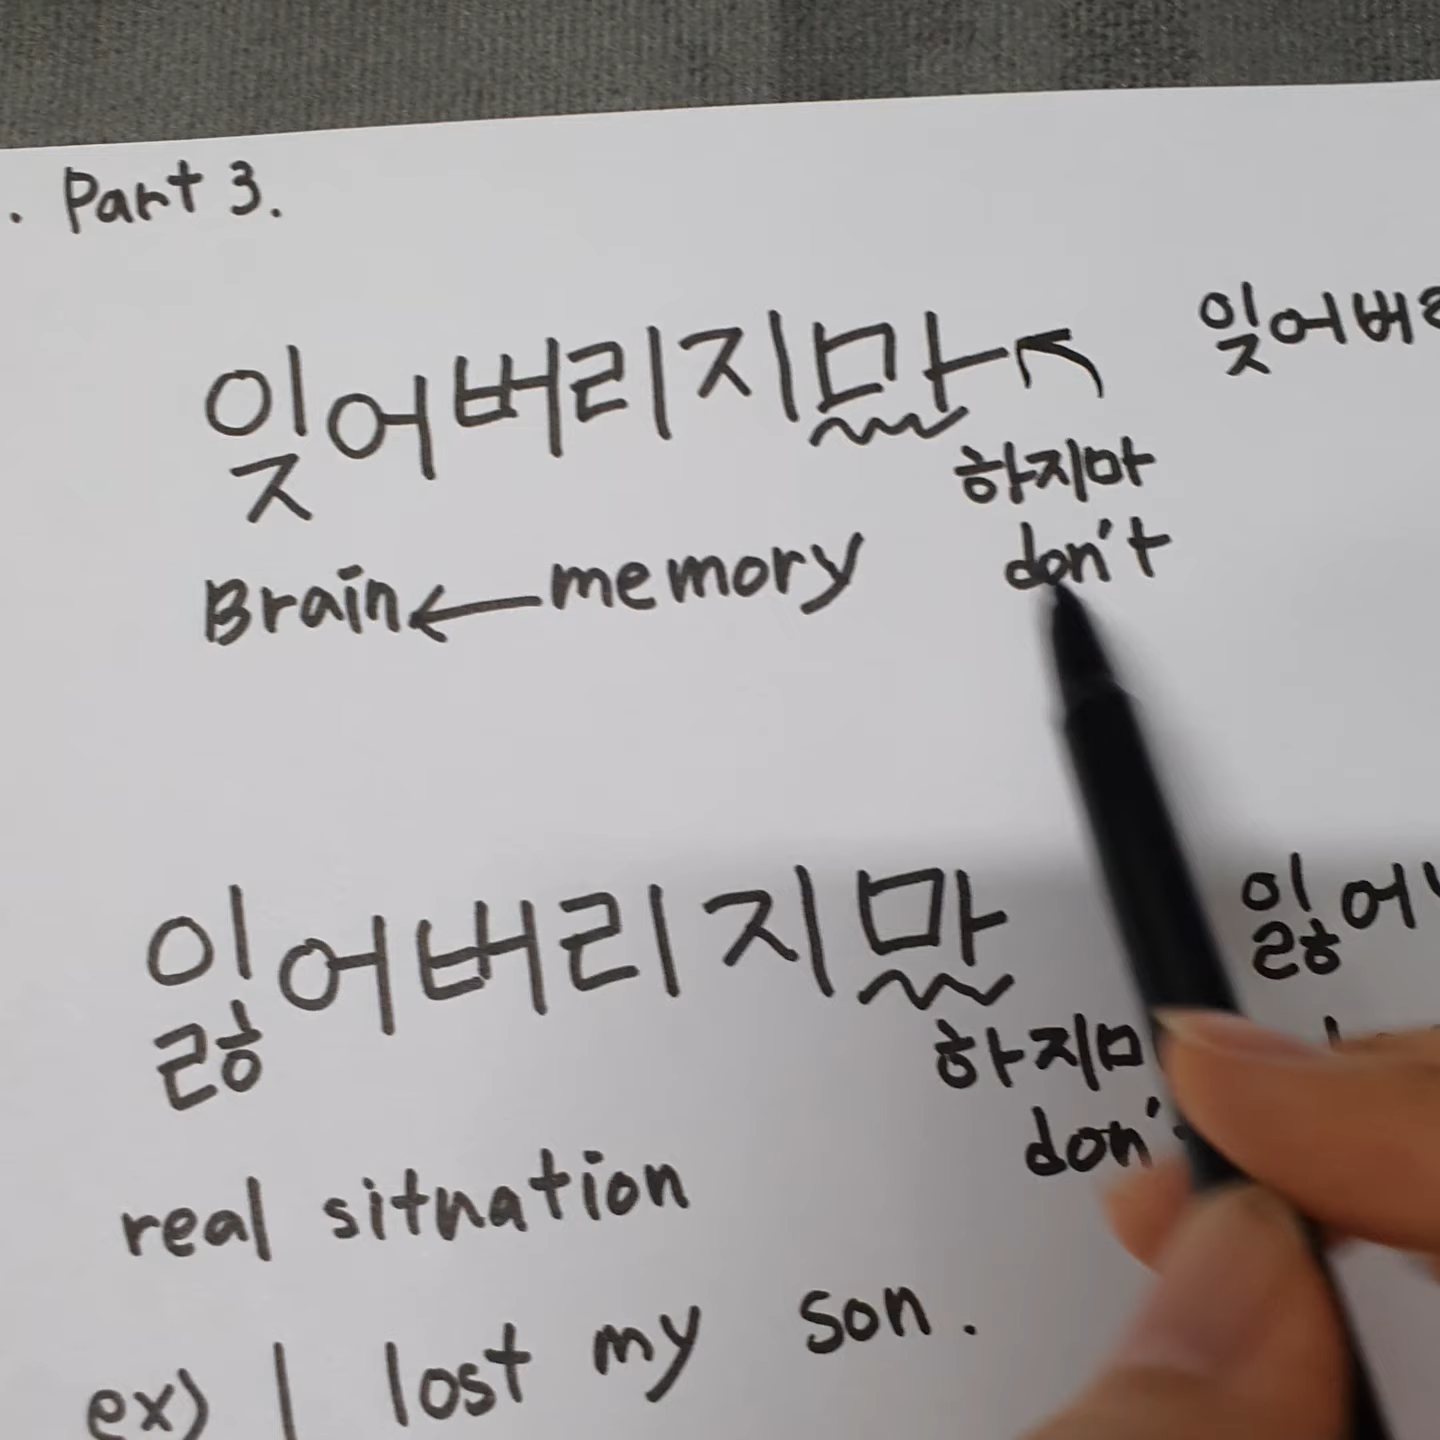 . Part 3.
잊어버리지만
잊어버
하지마
don't
Brain ← memory
잃어버리지만
잃어
하지마
don'
real situation
ex) I lost my son.